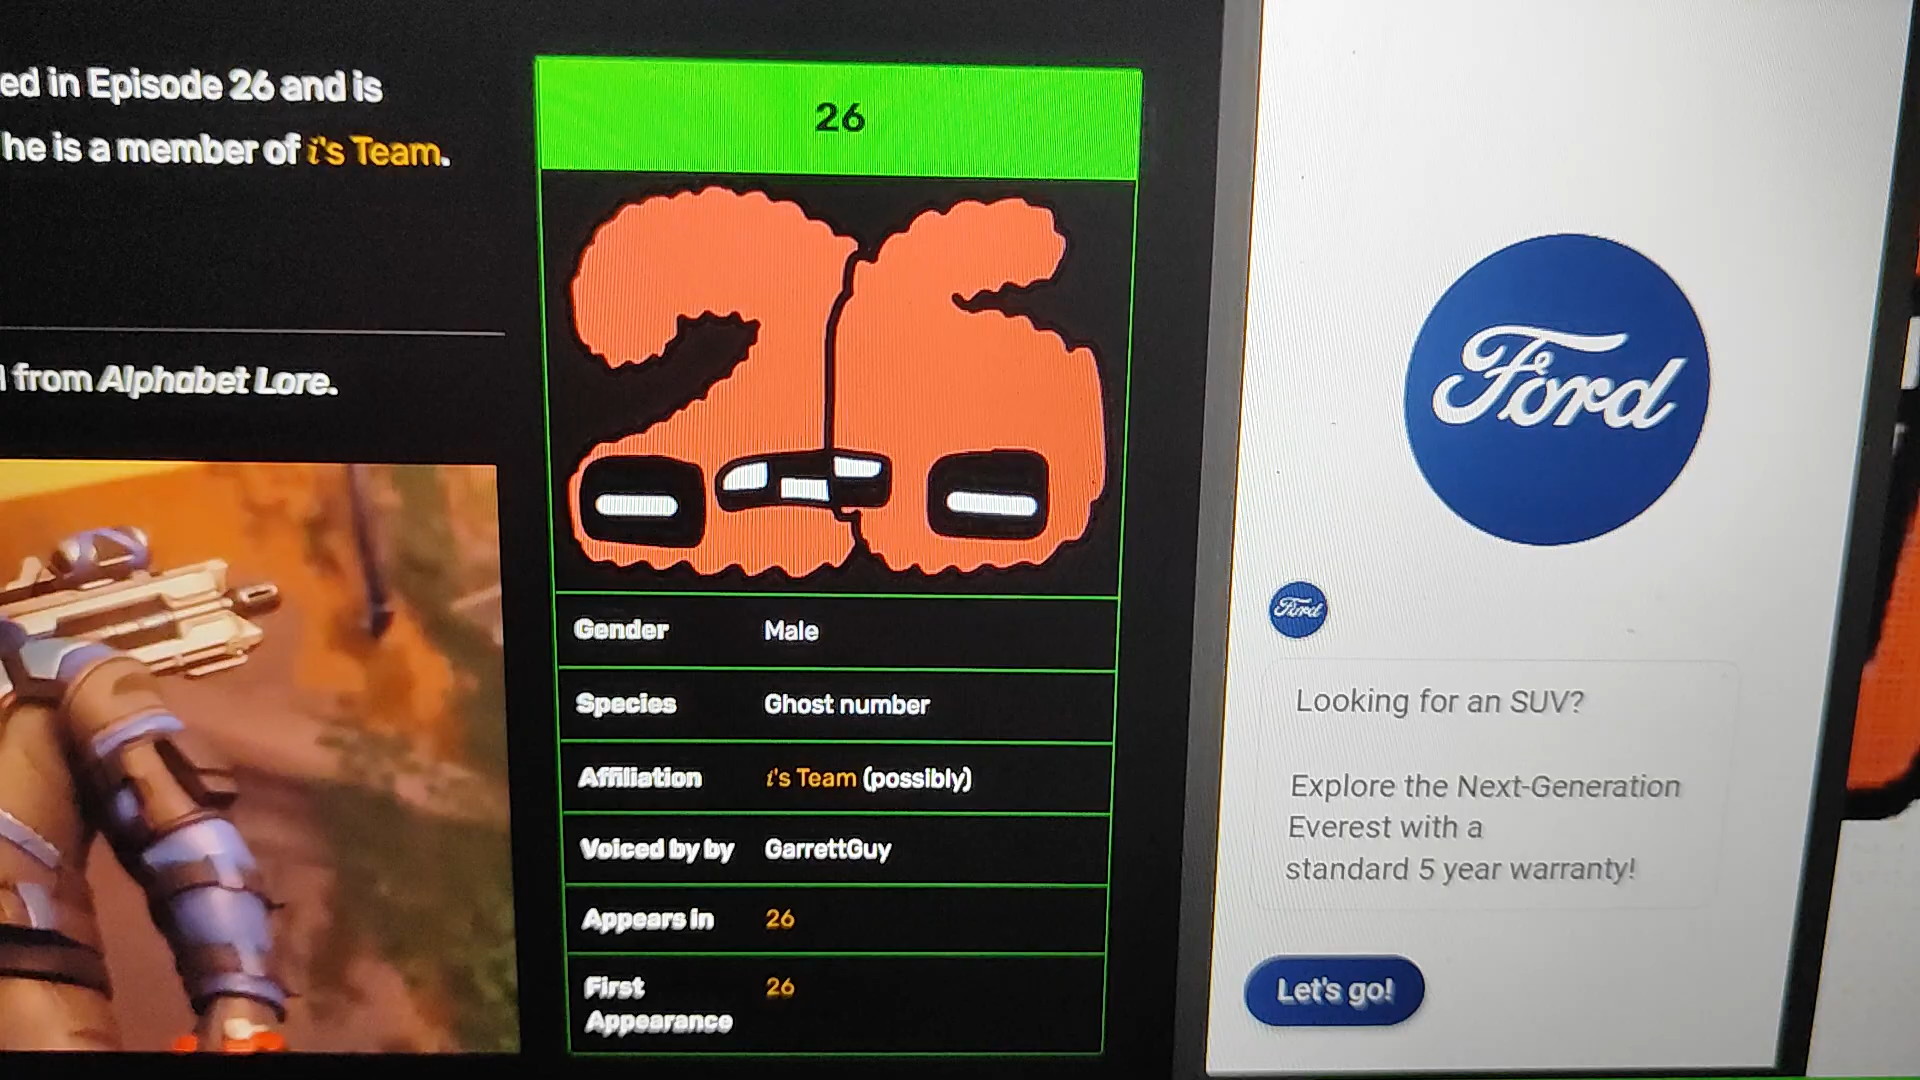 ed in Episode 26 and is
he is a member of i's Team.
from Alphabet Lore.
26
26
Gender Male
Species Ghost number
Affiliation i's Team (possibly)
Voiced by by GarrettGuy
Appears in 26
First
Appearance 26
Ford
Ford
Looking for an SUV?
Explore the Next-Generation
Everest with a
standard 5 year warranty!
Let's go!